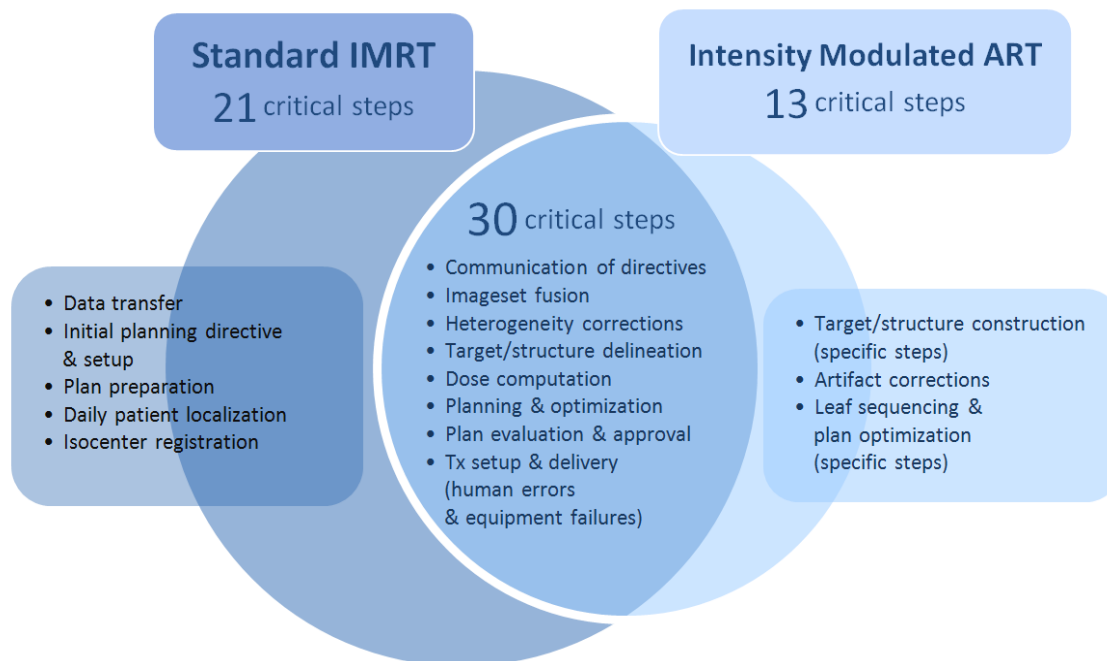 Standard IMRT
21 critical steps
Intensity Modulated ART
13 critical steps
30 critical steps
• Communication of directives
• Imageset fusion
• Heterogeneity corrections
• Target/structure delineation
• Dose computation
• Planning & optimization
• Plan evaluation & approval
• Tx setup & delivery
(human errors
& equipment failures)
• Data transfer
• Initial planning directive
& setup
• Plan preparation
• Daily patient localization
• Isocenter registration
• Target/structure construction
(specific steps)
• Artifact corrections
• Leaf sequencing &
plan optimization
(specific steps)